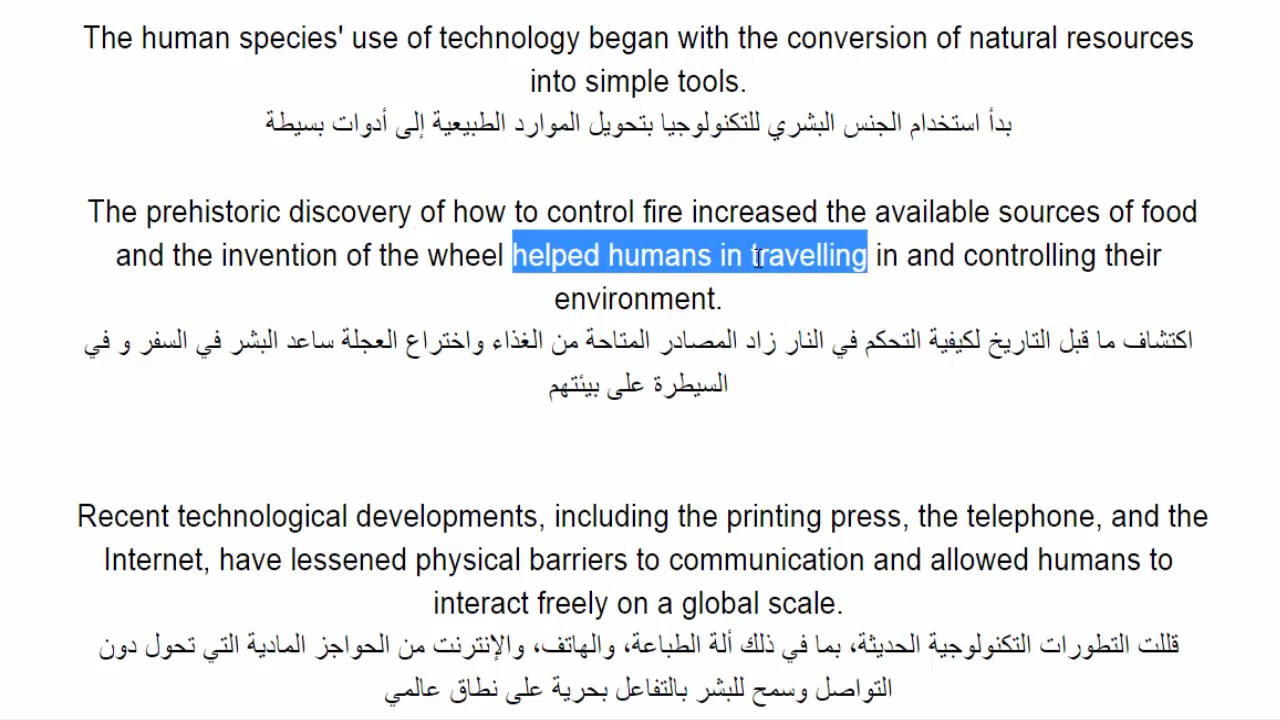 The human species' use of technology began with the conversion of natural resources
into simple tools.
بدأ استخدام الجنس البشري للتكنولوجيا بتحويل الموارد الطبيعية إلى أدوات بسيطة
The prehistoric discovery of how to control fire increased the available sources of food
and the invention of the wheel helped humans in travelling in and controlling their
environment.
اكتشاف ما قبل التاريخ لكيفية التحكم في النار زاد المصادر المتاحة من الغذاء واختراع العجلة ساعد البشر في السفر و في
السيطرة على بيئتهم
Recent technological developments, including the printing press, the telephone, and the
Internet, have lessened physical barriers to communication and allowed humans to
interact freely on a global scale.
قللت التطورات التكنولوجية الحديثة، بما في ذلك ألة الطباعة، والهاتف، والإنترنت من الحواجز المادية التي تحول دون
التواصل وسمح للبشر بالتفاعل بحرية على نطاق عالمي